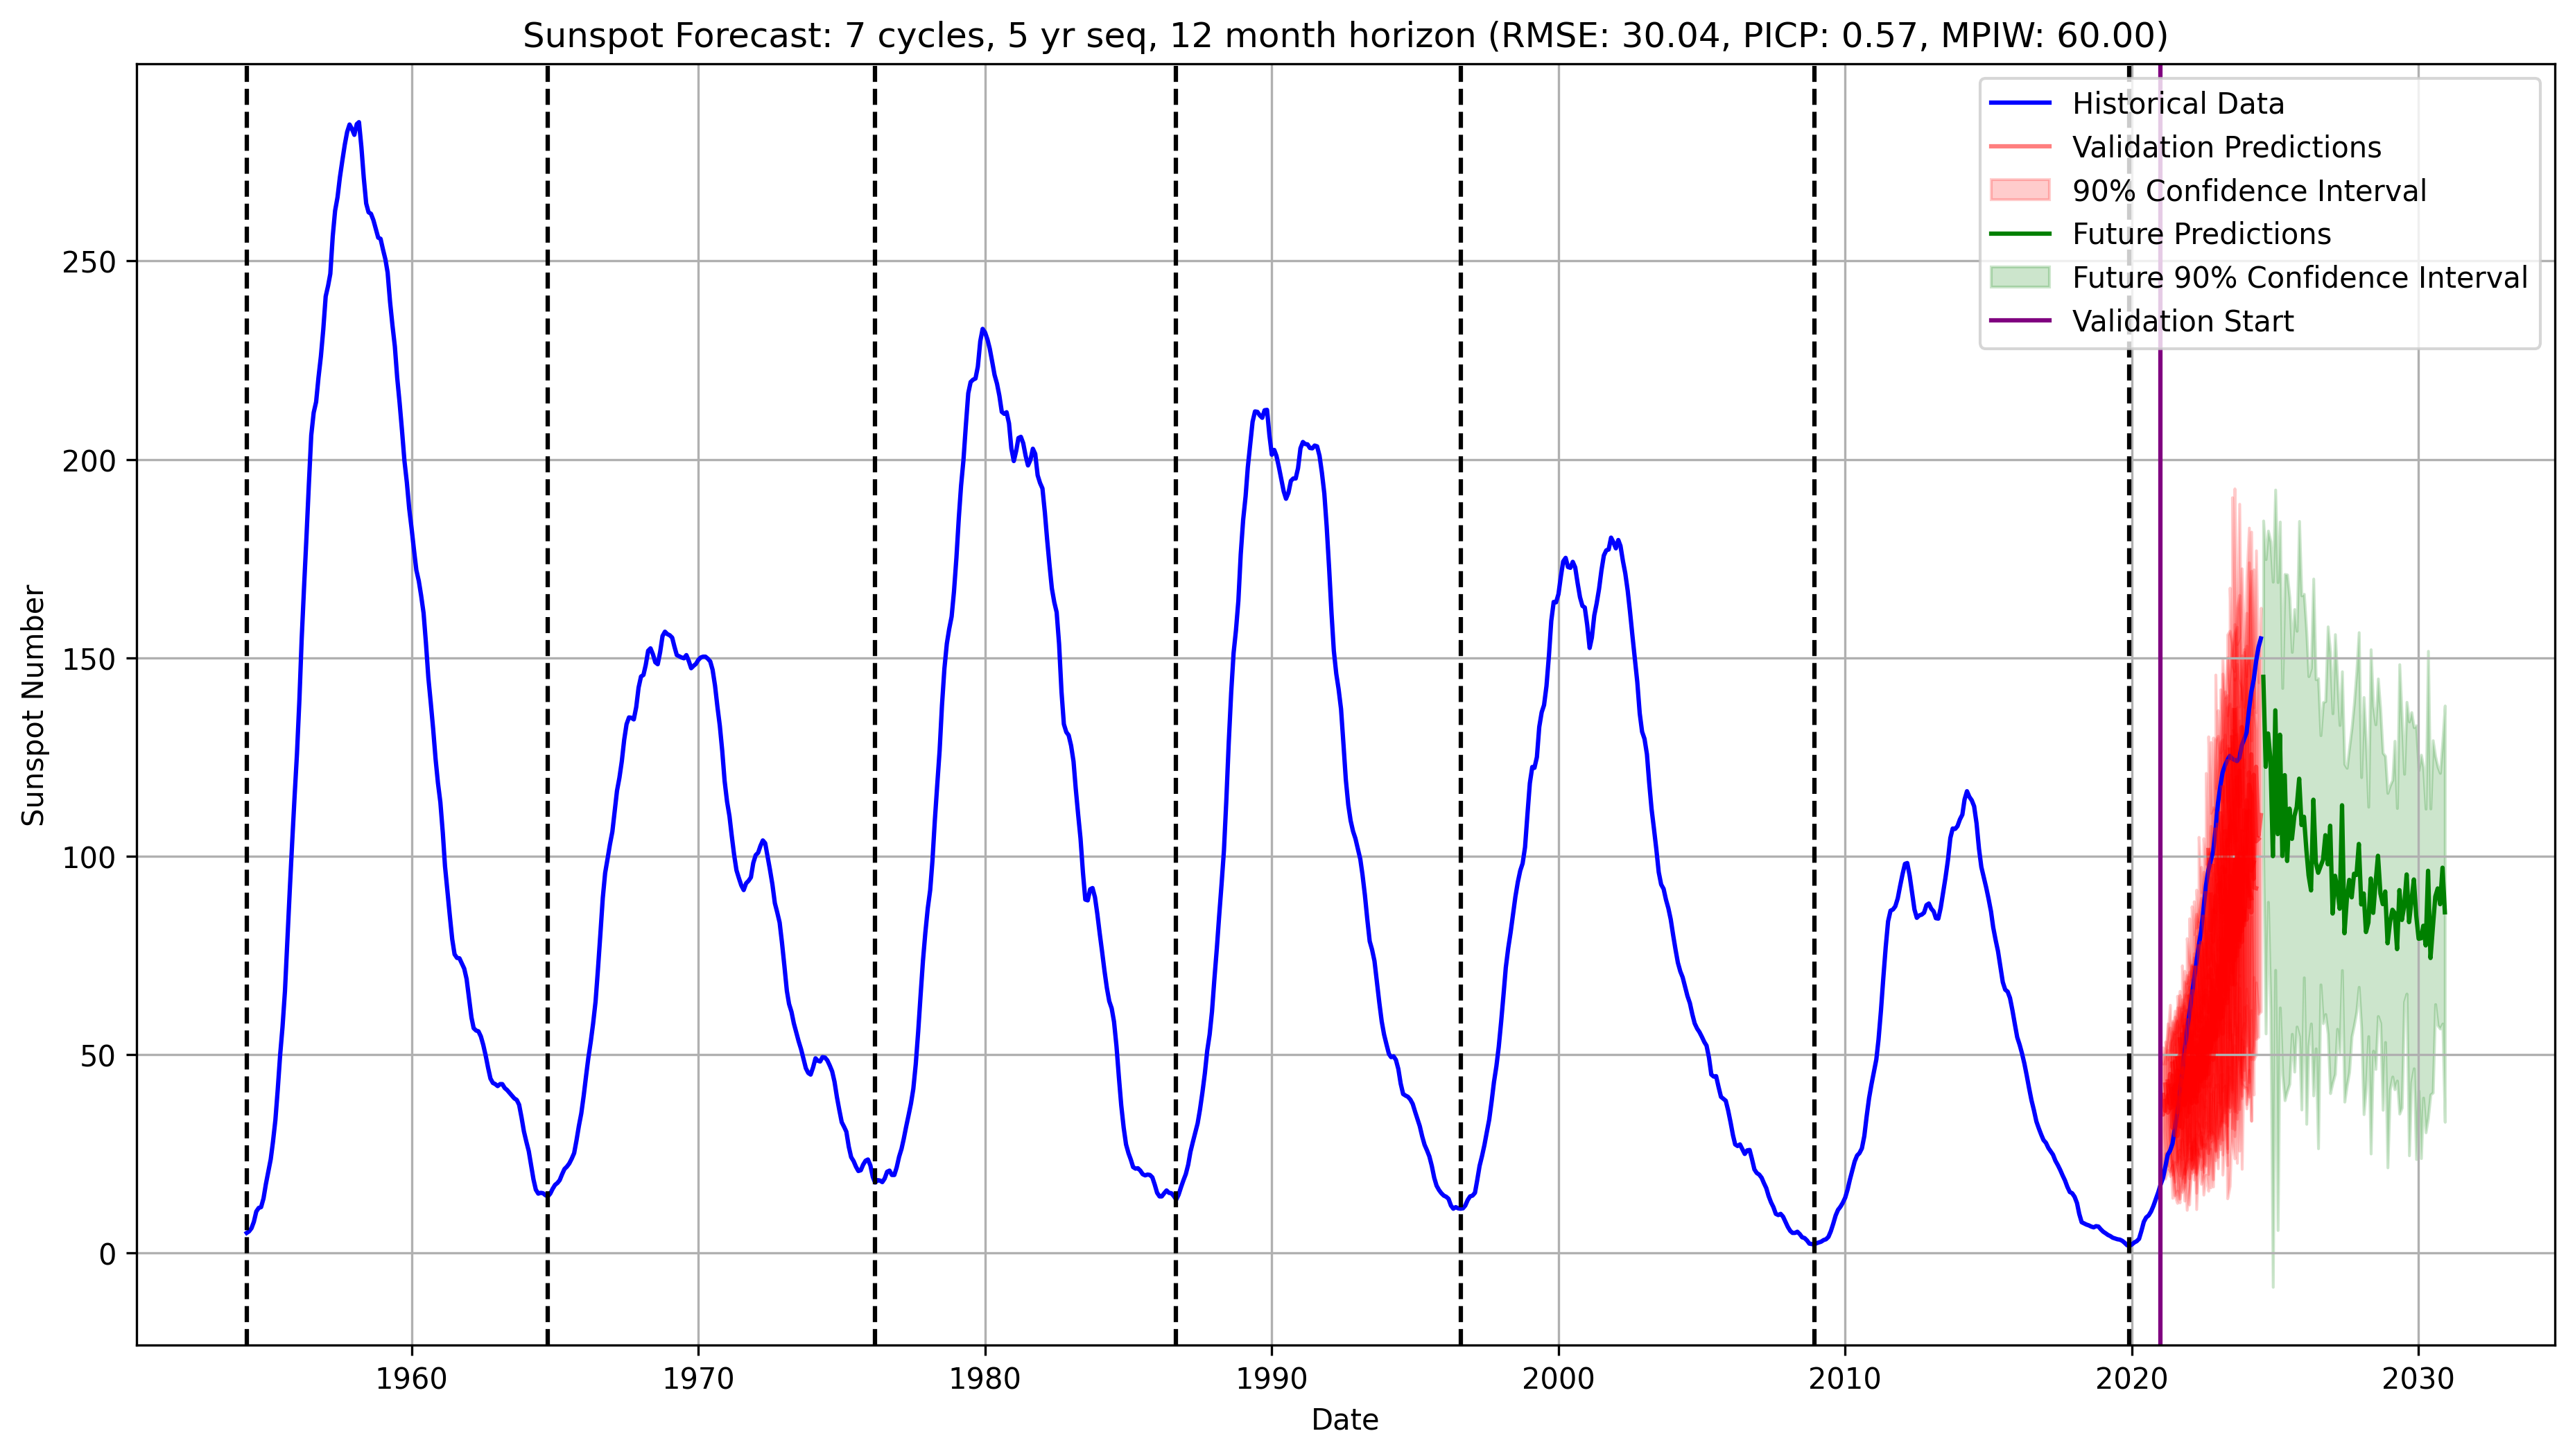 Sunspot Forecast: 7 cycles, 5 yr seq, 12 month horizon (RMSE: 30.04, PICP: 0.57, MPIW: 60.00)
Historical Data
Validation Predictions
90% Confidence Interval
Future Predictions
Future 90% Confidence Interval
Validation Start
Sunspot Number
250
200
150
100
50
0
1960 1970 1980 1990 2000 2010 2020 2030
Date